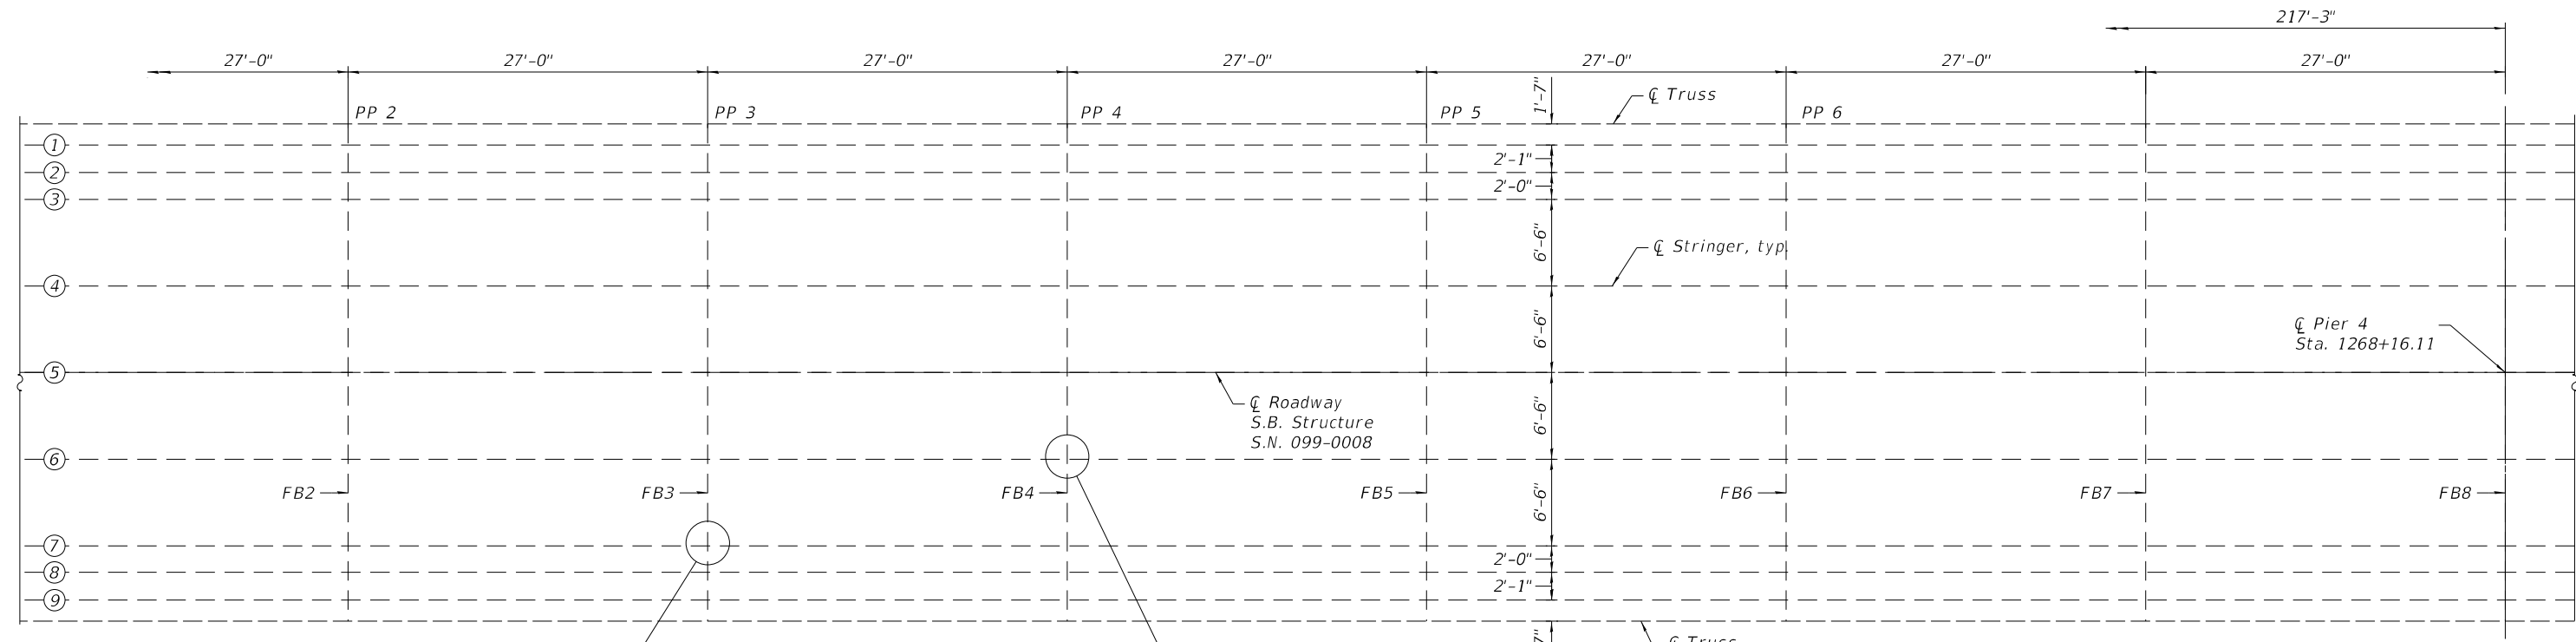 217'-3"
27'-0" 27'-0" 27'-0" 27'-0" 27'-0" 27'-0" 27'-0"
1'-7"
℄ Truss
PP 2 PP 3 PP 4 PP 5 PP 6
1
2'-1"
2
2'-0"
3
6'-6"
℄ Stringer, typ.
4
6'-6"
℄ Pier 4
Sta. 1268+16.11
5
℄ Roadway
S.B. Structure
S.N. 099-0008
6'-6"
6
FB2 FB3 FB4 FB5 FB6 FB7 FB8
6'-6"
7
2'-0"
8
2'-1"
9
℄ Truss